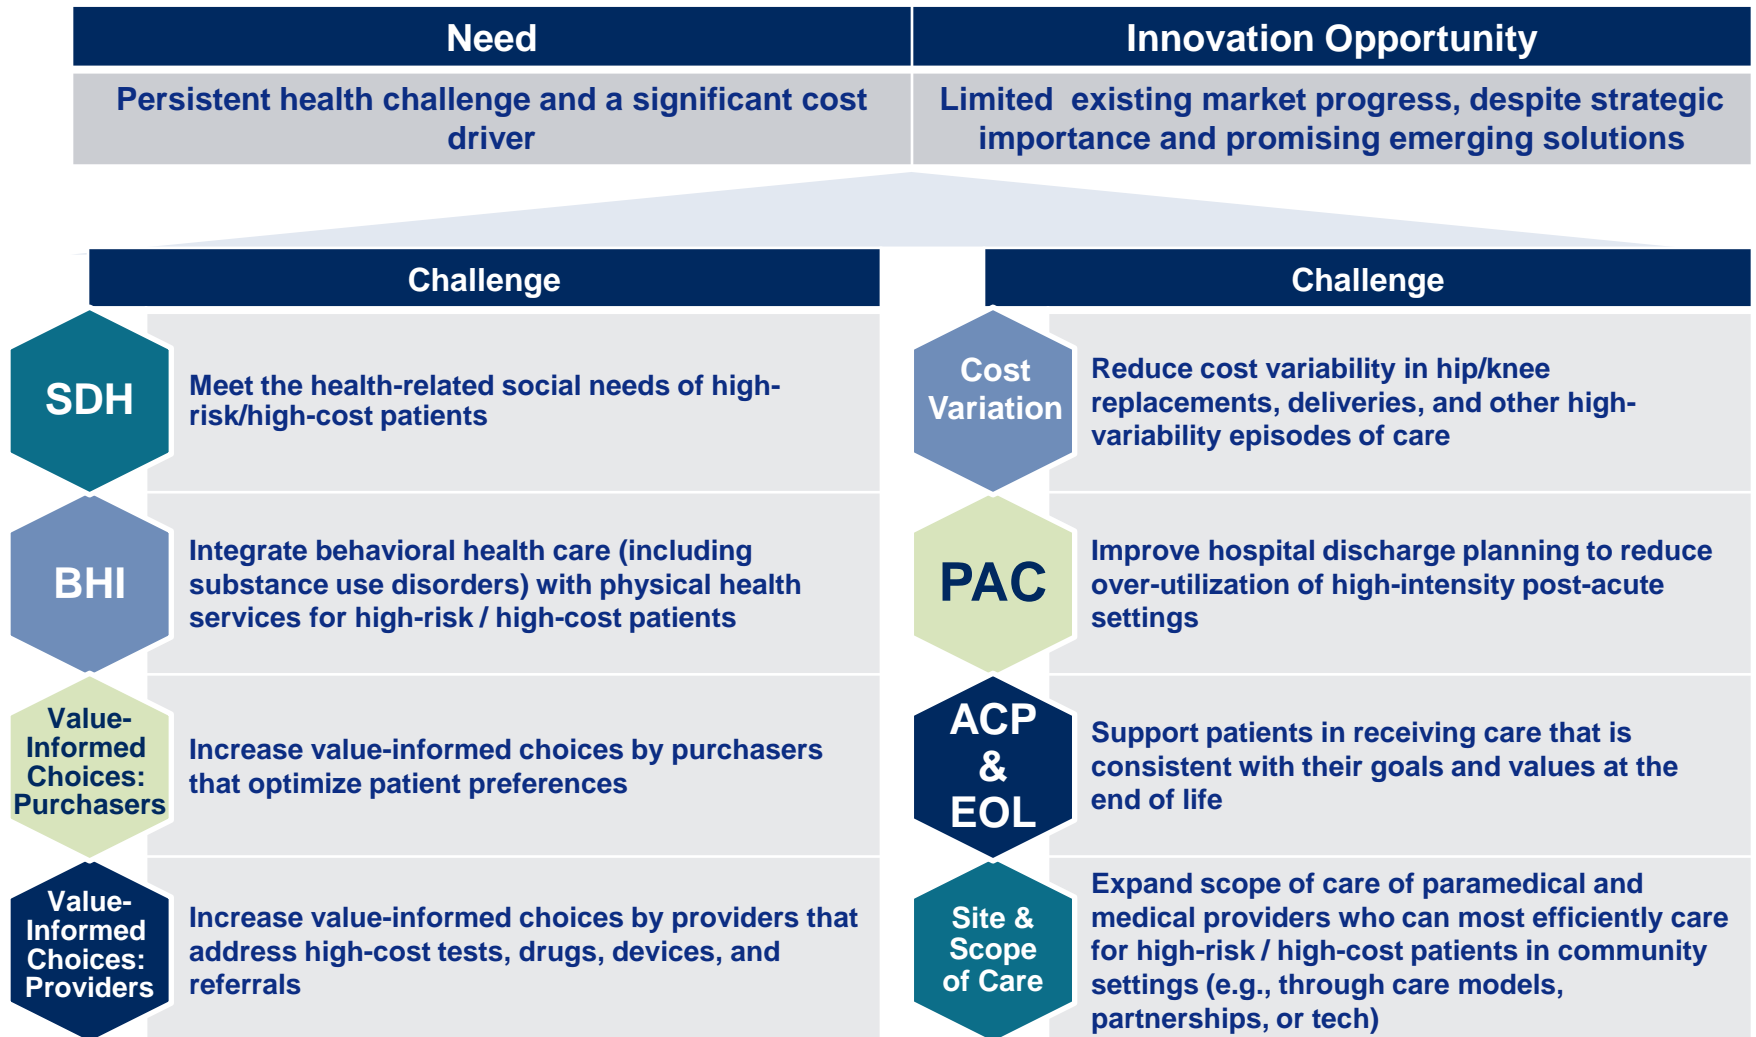 Need
Innovation Opportunity
Persistent health challenge and a significant cost
driver
Limited existing market progress, despite strategic
importance and promising emerging solutions
Challenge
SDH
Meet the health-related social needs of high-
risk/high-cost patients
BHI
Integrate behavioral health care (including
substance use disorders) with physical health
services for high-risk / high-cost patients
Value-
Informed
Choices:
Purchasers
Increase value-informed choices by purchasers
that optimize patient preferences
Value-
Informed
Choices:
Providers
Increase value-informed choices by providers that
address high-cost tests, drugs, devices, and
referrals
Challenge
Cost
Variation
Reduce cost variability in hip/knee
replacements, deliveries, and other high-
variability episodes of care
PAC
Improve hospital discharge planning to reduce
over-utilization of high-intensity post-acute
settings
ACP
&
EOL
Support patients in receiving care that is
consistent with their goals and values at the
end of life
Site &
Scope
of Care
Expand scope of care of paramedical and
medical providers who can most efficiently care
for high-risk / high-cost patients in community
settings (e.g., through care models,
partnerships, or tech)